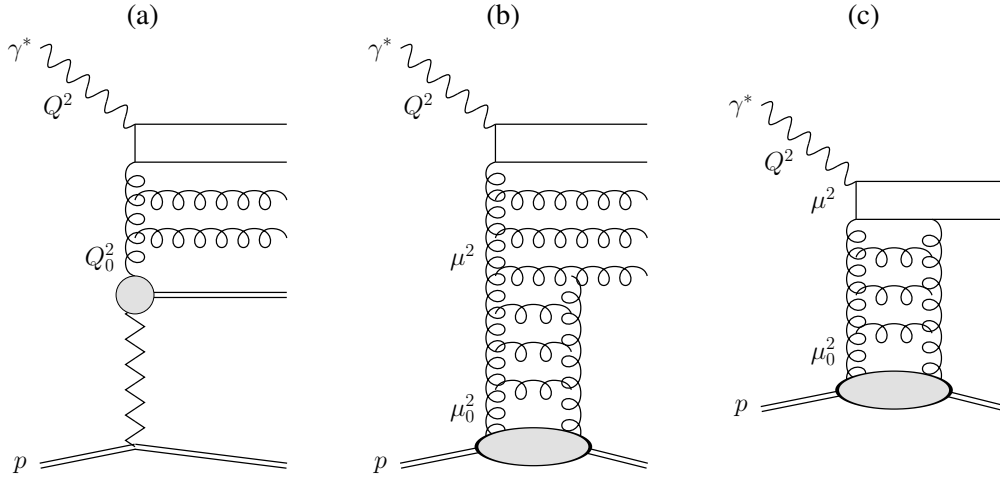 (a) (b) (c)
γ* γ*
Q² Q²
γ*
Q²
μ²
Q₀² μ²
μ₀²
μ₀² p
p p